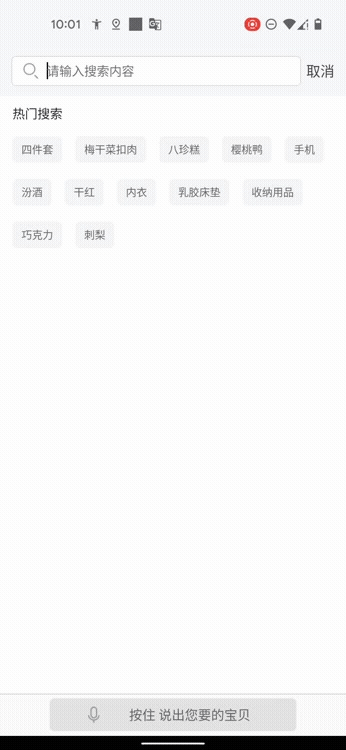 10:01
请输入搜索内容 取消
热门搜索
四件套 梅干菜扣肉 八珍糕 樱桃鸭 手机
汾酒 干红 内衣 乳胶床垫 收纳用品
巧克力 刺梨
按住 说出您要的宝贝